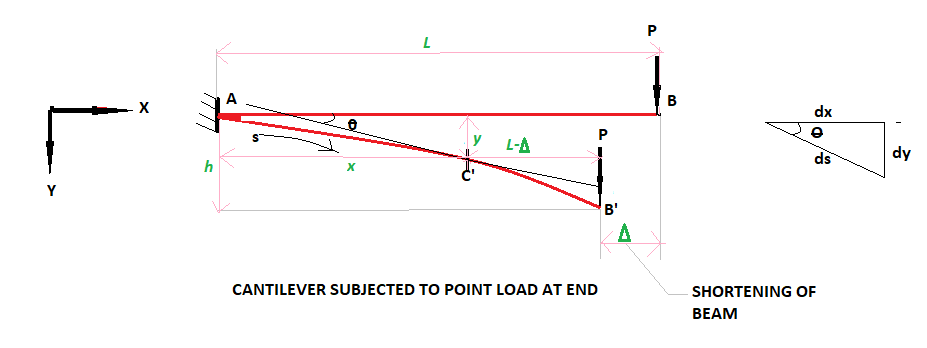 P
L
X
A
B
dx
θ
P
Θ
s
y
L-Δ
dy
h
x
ds
C'
Y
B'
Δ
CANTILEVER SUBJECTED TO POINT LOAD AT END
SHORTENING OF
BEAM